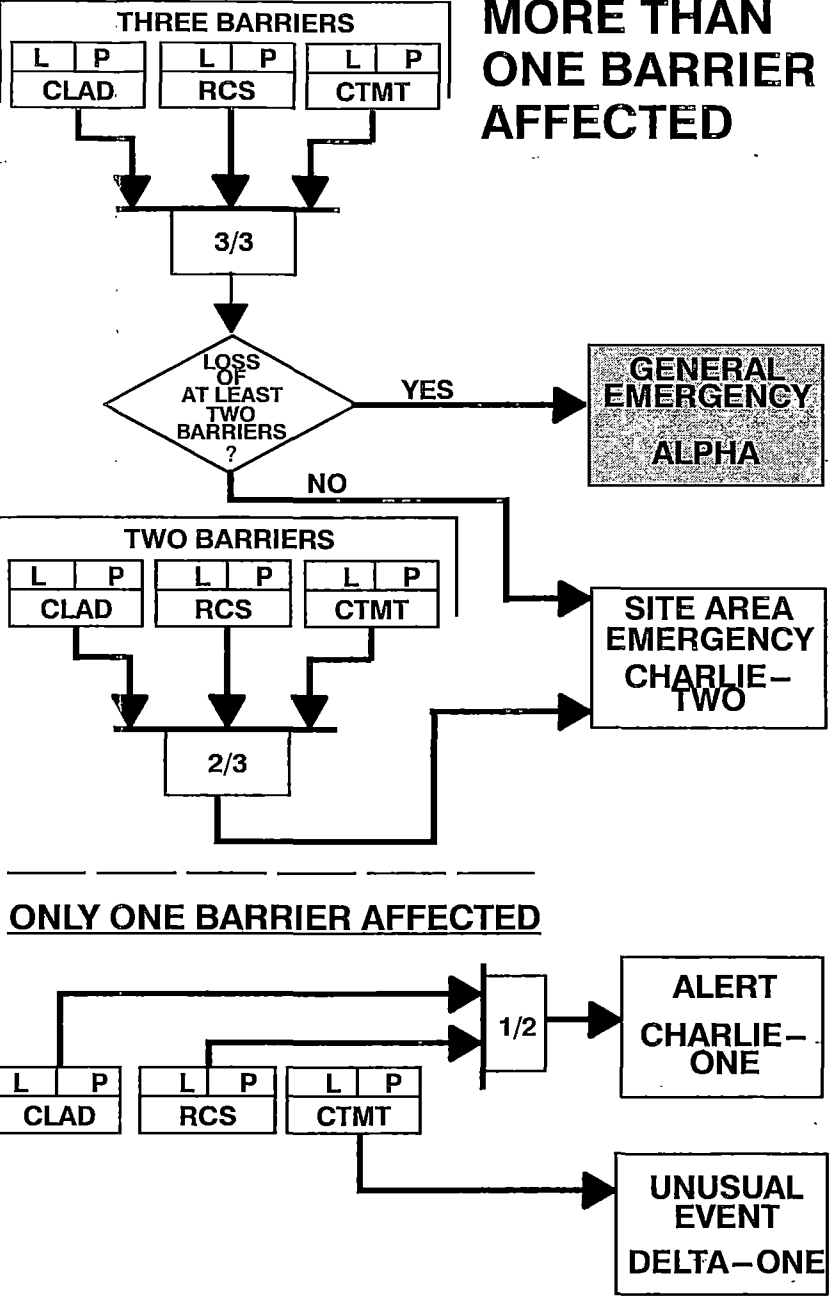 MORE THAN
ONE BARRIER
AFFECTED
THREE BARRIERS
L P L P L P
CLAD RCS CTMT
3/3
LOSS
OF
AT LEAST
TWO
BARRIERS
?
YES
GENERAL
EMERGENCY
ALPHA
NO
TWO BARRIERS
L P L P L P
CLAD RCS CTMT
SITE AREA
EMERGENCY
CHARLIE–
TWO
2/3
ONLY ONE BARRIER AFFECTED
1/2
ALERT
CHARLIE–
ONE
L P L P L P
CLAD RCS CTMT
UNUSUAL
EVENT
DELTA–ONE